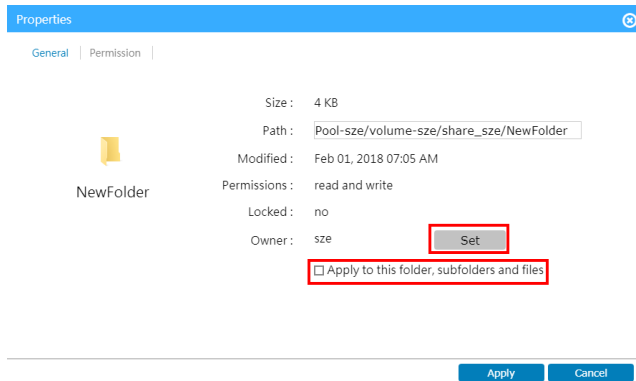 Properties
General | Permission |
Size : 4 KB
Path : Pool-sze/volume-sze/share_sze/NewFolder
Modified : Feb 01, 2018 07:05 AM
NewFolder
Permissions : read and write
Locked : no
Owner : sze Set
Apply to this folder, subfolders and files
Apply Cancel